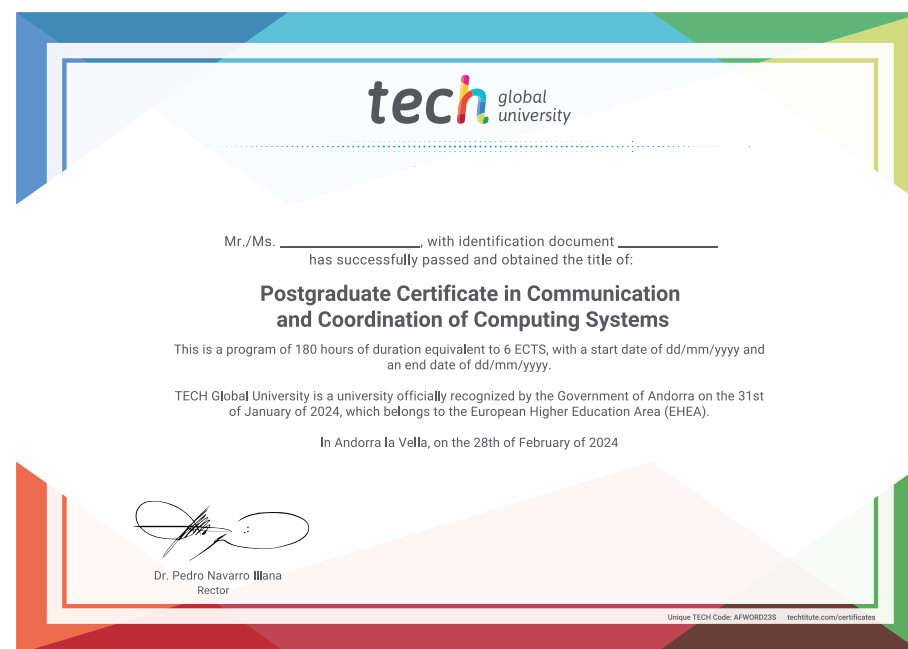 tech global
university
Mr./Ms. ____________________, with identification document ______________
has successfully passed and obtained the title of:
Postgraduate Certificate in Communication
and Coordination of Computing Systems
This is a program of 180 hours of duration equivalent to 6 ECTS, with a start date of dd/mm/yyyy and
an end date of dd/mm/yyyy.
TECH Global University is a university officially recognized by the Government of Andorra on the 31st
of January of 2024, which belongs to the European Higher Education Area (EHEA).
In Andorra la Vella, on the 28th of February of 2024
Dr. Pedro Navarro Illana
Rector
Unique TECH Code: AFWORD23S techtitute.com/certificates